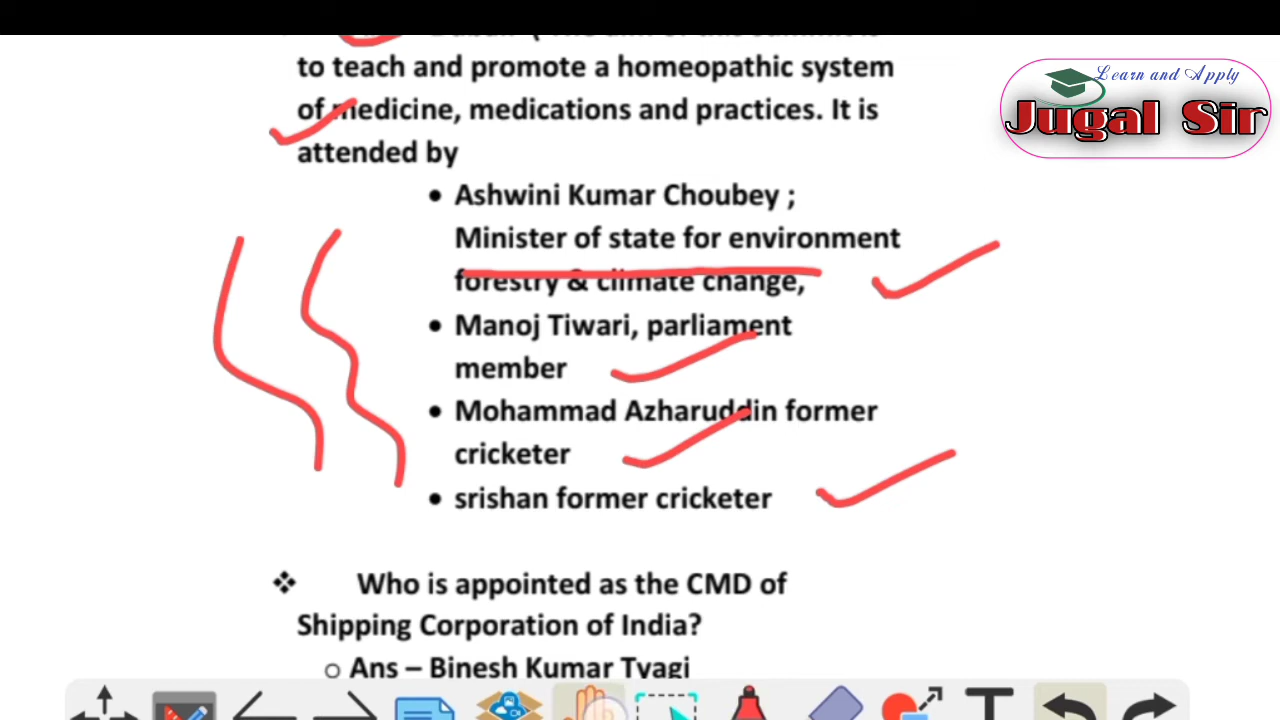 Learn and Apply
Jugal Sir
to teach and promote a homeopathic system
of medicine, medications and practices. It is
attended by
• Ashwini Kumar Choubey ;
Minister of state for environment
forestry & climate change,
• Manoj Tiwari, parliament
member
• Mohammad Azharuddin former
cricketer
• srishan former cricketer
❖ Who is appointed as the CMD of
Shipping Corporation of India?
o Ans – Binesh Kumar Tyagi